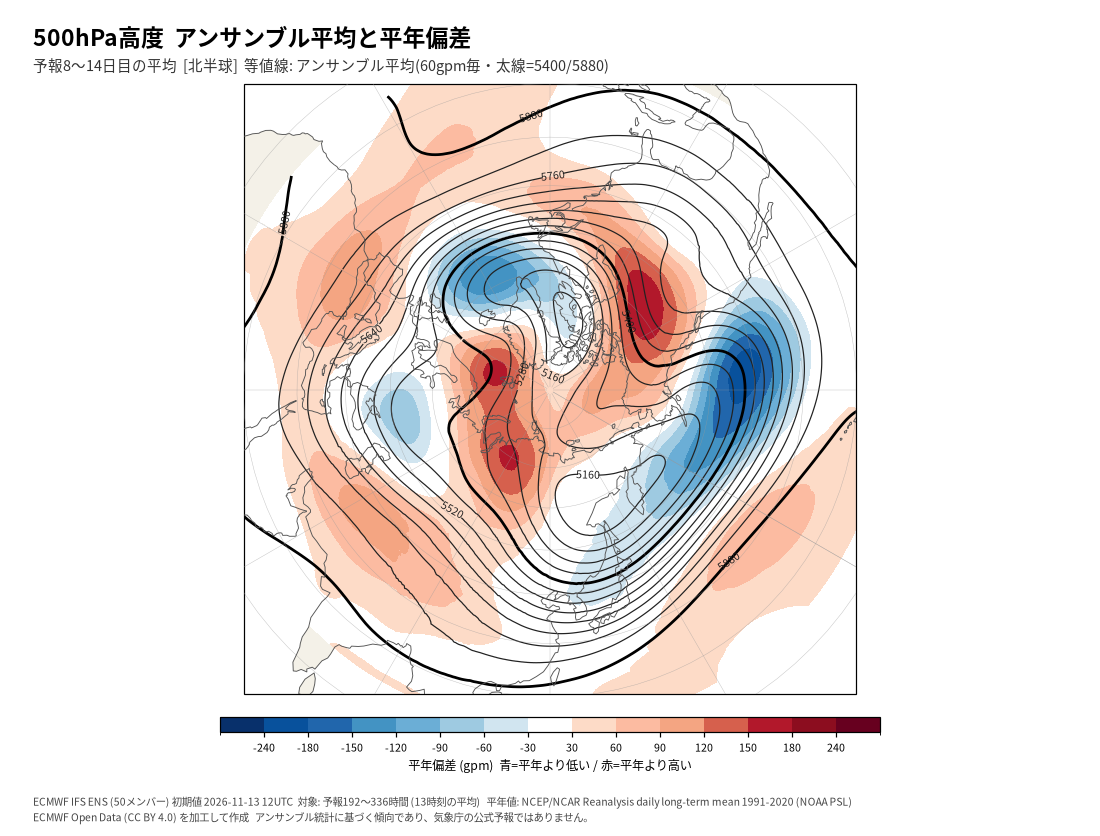 500hPa高度 アンサンブル平均と平年偏差
予報8～14日目の平均 [北半球] 等値線: アンサンブル平均(60gpm毎・太線=5400/5880)
5880
5760
5880
5640
5400
5280
5160
5160
5520
5880
-240 -180 -150 -120 -90 -60 -30 30 60 90 120 150 180 240
平年偏差 (gpm) 青=平年より低い / 赤=平年より高い
ECMWF IFS ENS (50メンバー) 初期値 2026-11-13 12UTC 対象: 予報192～336時間 (13時刻の平均) 平年値: NCEP/NCAR Reanalysis daily long-term mean 1991-2020 (NOAA PSL)
ECMWF Open Data (CC BY 4.0) を加工して作成 アンサンブル統計に基づく傾向であり、気象庁の公式予報ではありません。